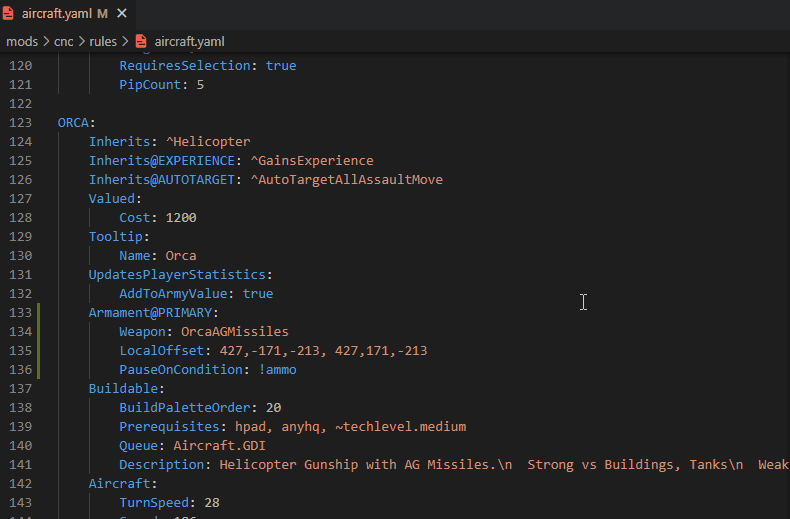 aircraft.yaml M
mods > cnc > rules > aircraft.yaml
120 RequiresSelection: true
121 PipCount: 5
122
123 ORCA:
124 Inherits: ^Helicopter
125 Inherits@EXPERIENCE: ^GainsExperience
126 Inherits@AUTOTARGET: ^AutoTargetAllAssaultMove
127 Valued:
128 Cost: 1200
129 Tooltip:
130 Name: Orca
131 UpdatesPlayerStatistics:
132 AddToArmyValue: true
133 Armament@PRIMARY:
134 Weapon: OrcaAGMissiles
135 LocalOffset: 427,-171,-213, 427,171,-213
136 PauseOnCondition: !ammo
137 Buildable:
138 BuildPaletteOrder: 20
139 Prerequisites: hpad, anyhq, ~techlevel.medium
140 Queue: Aircraft.GDI
141 Description: Helicopter Gunship with AG Missiles.\n  Strong vs Buildings, Tanks\n  Weak
142 Aircraft:
143 TurnSpeed: 28